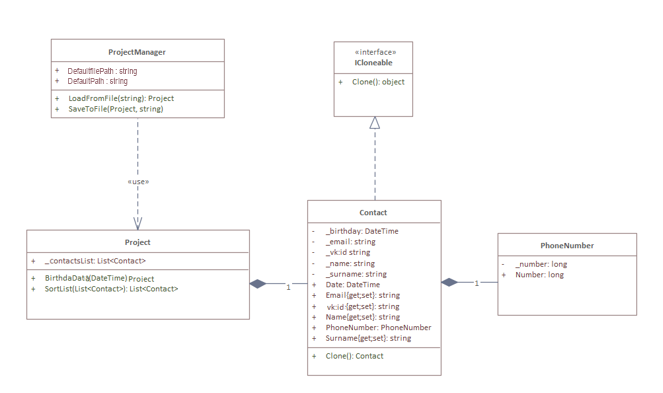 ProjectManager
+ DefaultfilePath : string
+ DefaultPath : string
+ LoadFromFile(string): Project
+ SaveToFile(Project, string)
«interface»
ICloneable
+ Clone(): object
«use»
Project
+ _contactsList: List<Contact>
+ BirthdaData(DateTime) Project
+ SortList(List<Contact>): List<Contact>
1
Contact
- _birthday: DateTime
- _email: string
- _vk:id string
- _name: string
- _surname: string
+ Date: DateTime
+ Email{get;set}: string
+ vk:id {get;set}: string
+ Name{get;set}: string
+ PhoneNumber: PhoneNumber
+ Surname{get;set}: string
+ Clone(): Contact
1
PhoneNumber
- _number: long
+ Number: long